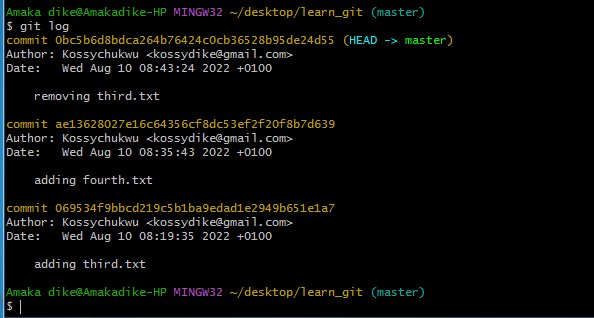 Amaka dike@Amakadike-HP MINGW32 ~/desktop/learn_git (master)
$ git log
commit 0bc5b6d8bdca264b76424c0cb36528b95de24d55 (HEAD -> master)
Author: Kossychukwu <kossydike@gmail.com>
Date:   Wed Aug 10 08:43:24 2022 +0100
    removing third.txt
commit ae13628027e16c64356cf8dc53ef2f20f8b7d639
Author: Kossychukwu <kossydike@gmail.com>
Date:   Wed Aug 10 08:35:43 2022 +0100
    adding fourth.txt
commit 069534f9bbcd219c5b1ba9edad1e2949b651e1a7
Author: Kossychukwu <kossydike@gmail.com>
Date:   Wed Aug 10 08:19:35 2022 +0100
    adding third.txt
Amaka dike@Amakadike-HP MINGW32 ~/desktop/learn_git (master)
$